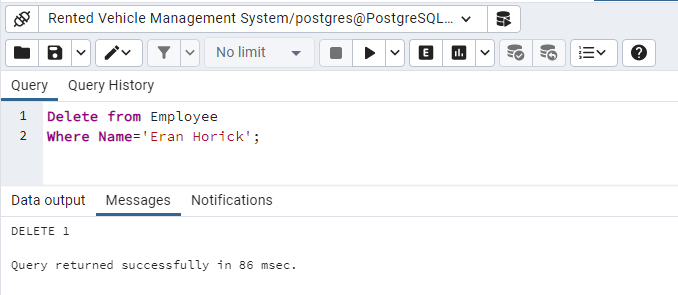 Rented Vehicle Management System/postgres@PostgreSQL...
No limit
E
Query Query History
1 Delete from Employee
2 Where Name='Eran Horick';
Data output Messages Notifications
DELETE 1
Query returned successfully in 86 msec.